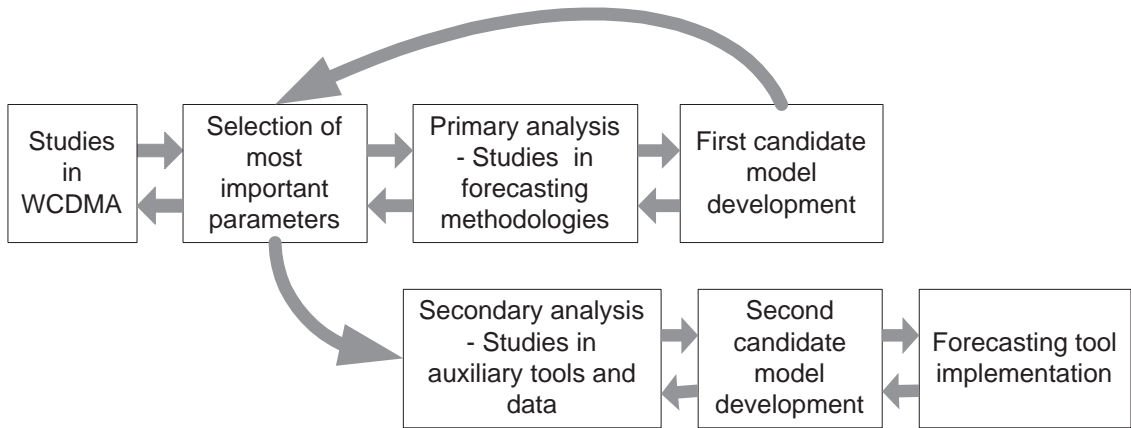 Studies
in
WCDMA
Selection of
most
important
parameters
Primary analysis
- Studies in
forecasting
methodologies
First candidate
model
development
Secondary analysis
- Studies in
auxiliary tools and
data
Second
candidate
model
development
Forecasting tool
implementation